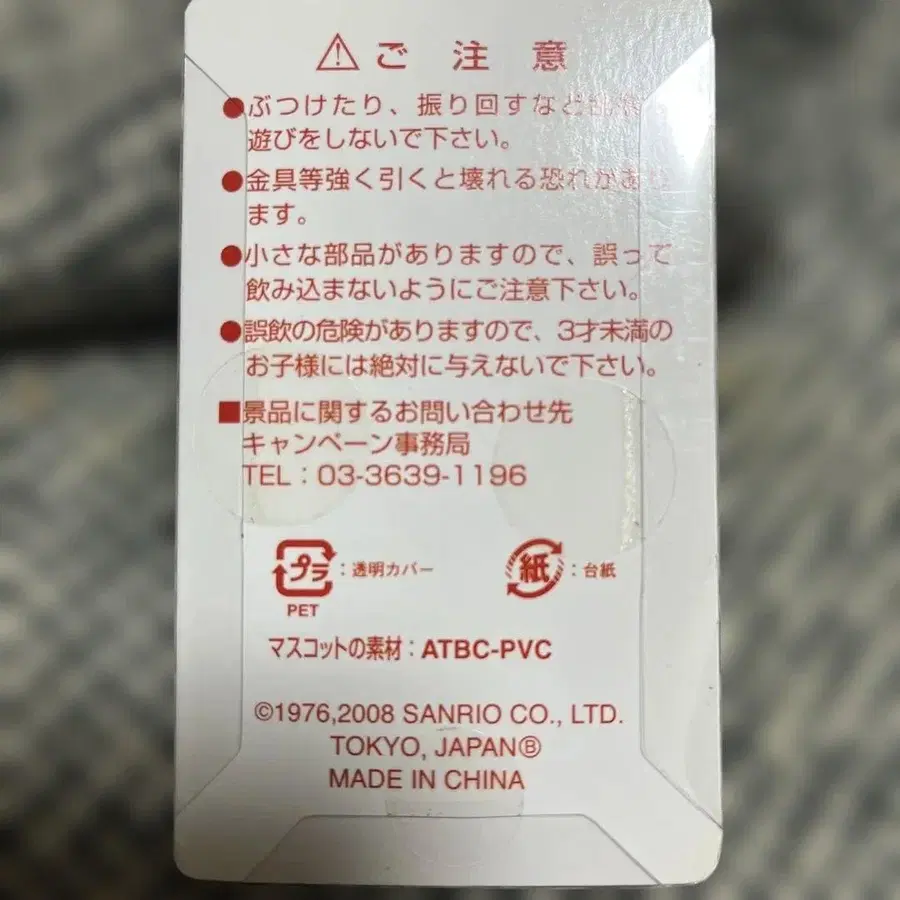 ご注意
●ぶつけたり、振り回すなど
遊びをしないで下さい。
●金具等強く引くと壊れる恐れがあり
ます。
●小さな部品がありますので、誤って
飲み込まないようにご注意下さい。
●誤飲の危険がありますので、3才未満の
お子様には絶対に与えないで下さい。
■景品に関するお問い合わせ先
キャンペーン事務局
TEL：03-3639-1196
プラ：透明カバー
PET
紙：台紙
マスコットの素材：ATBC-PVC
©1976,2008 SANRIO CO., LTD.
TOKYO, JAPANⒷ
MADE IN CHINA